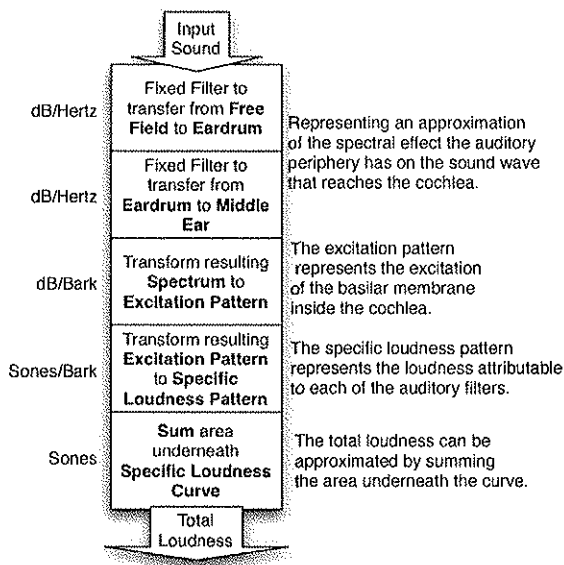 Input
Sound
dB/Hertz
Fixed Filter to
transfer from Free
Field to Eardrum
Representing an approximation
of the spectral effect the auditory
periphery has on the sound wave
that reaches the cochlea.
dB/Hertz
Fixed Filter to
transfer from
Eardrum to Middle
Ear
dB/Bark
Transform resulting
Spectrum to
Excitation Pattern
The excitation pattern
represents the excitation
of the basilar membrane
inside the cochlea.
Sones/Bark
Transform resulting
Excitation Pattern
to Specific
Loudness Pattern
The specific loudness pattern
represents the loudness attributable
to each of the auditory filters.
Sones
Sum area
underneath
Specific Loudness
Curve
The total loudness can be
approximated by summing
the area underneath the curve.
Total
Loudness